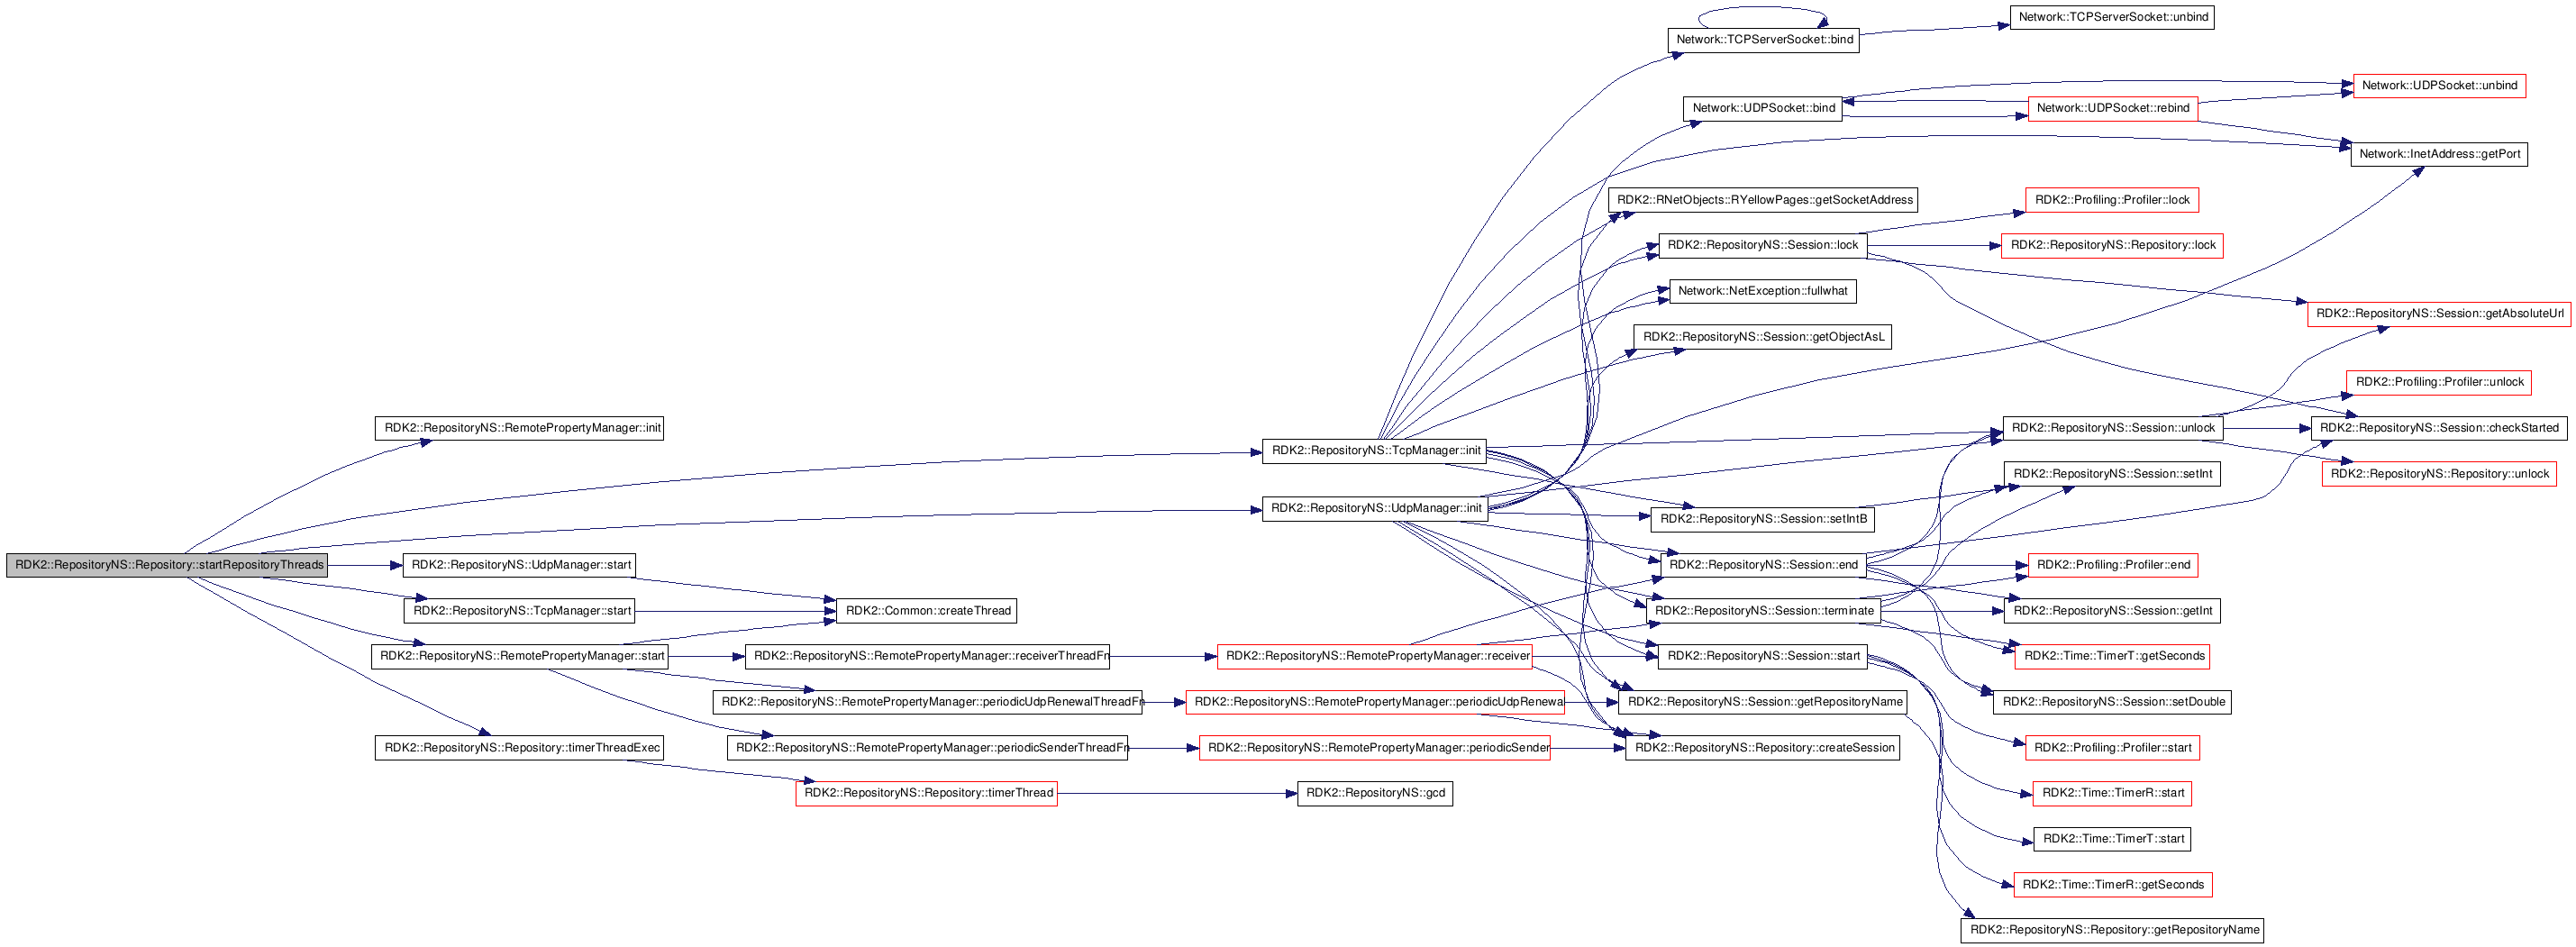 Network::TCPServerSocket::unbind
Network::TCPServerSocket::bind
Network::UDPSocket::unbind
Network::UDPSocket::bind
Network::UDPSocket::rebind
Network::InetAddress::getPort
RDK2::RNetObjects::RYellowPages::getSocketAddress
RDK2::Profiling::Profiler::lock
RDK2::RepositoryNS::Session::lock
RDK2::RepositoryNS::Repository::lock
Network::NetException::fullwhat
RDK2::RepositoryNS::Session::getAbsoluteUrl
RDK2::RepositoryNS::Session::getObjectAsL
RDK2::Profiling::Profiler::unlock
RDK2::RepositoryNS::RemotePropertyManager::init
RDK2::RepositoryNS::Session::unlock
RDK2::RepositoryNS::Session::checkStarted
RDK2::RepositoryNS::TcpManager::init
RDK2::RepositoryNS::Session::setInt
RDK2::RepositoryNS::Repository::unlock
RDK2::RepositoryNS::UdpManager::init
RDK2::RepositoryNS::Session::setIntB
RDK2::RepositoryNS::Repository::startRepositoryThreads
RDK2::RepositoryNS::UdpManager::start
RDK2::RepositoryNS::Session::end
RDK2::Profiling::Profiler::end
RDK2::RepositoryNS::TcpManager::start
RDK2::Common::createThread
RDK2::RepositoryNS::Session::terminate
RDK2::RepositoryNS::Session::getInt
RDK2::RepositoryNS::RemotePropertyManager::start
RDK2::RepositoryNS::RemotePropertyManager::receiverThreadFn
RDK2::RepositoryNS::RemotePropertyManager::receiver
RDK2::RepositoryNS::Session::start
RDK2::Time::TimerT::getSeconds
RDK2::RepositoryNS::RemotePropertyManager::periodicUdpRenewalThreadFn
RDK2::RepositoryNS::RemotePropertyManager::periodicUdpRenewal
RDK2::RepositoryNS::Session::getRepositoryName
RDK2::RepositoryNS::Session::setDouble
RDK2::RepositoryNS::Repository::timerThreadExec
RDK2::RepositoryNS::RemotePropertyManager::periodicSenderThreadFn
RDK2::RepositoryNS::RemotePropertyManager::periodicSender
RDK2::RepositoryNS::Repository::createSession
RDK2::Profiling::Profiler::start
RDK2::RepositoryNS::Repository::timerThread
RDK2::RepositoryNS::gcd
RDK2::Time::TimerR::start
RDK2::Time::TimerT::start
RDK2::Time::TimerR::getSeconds
RDK2::RepositoryNS::Repository::getRepositoryName